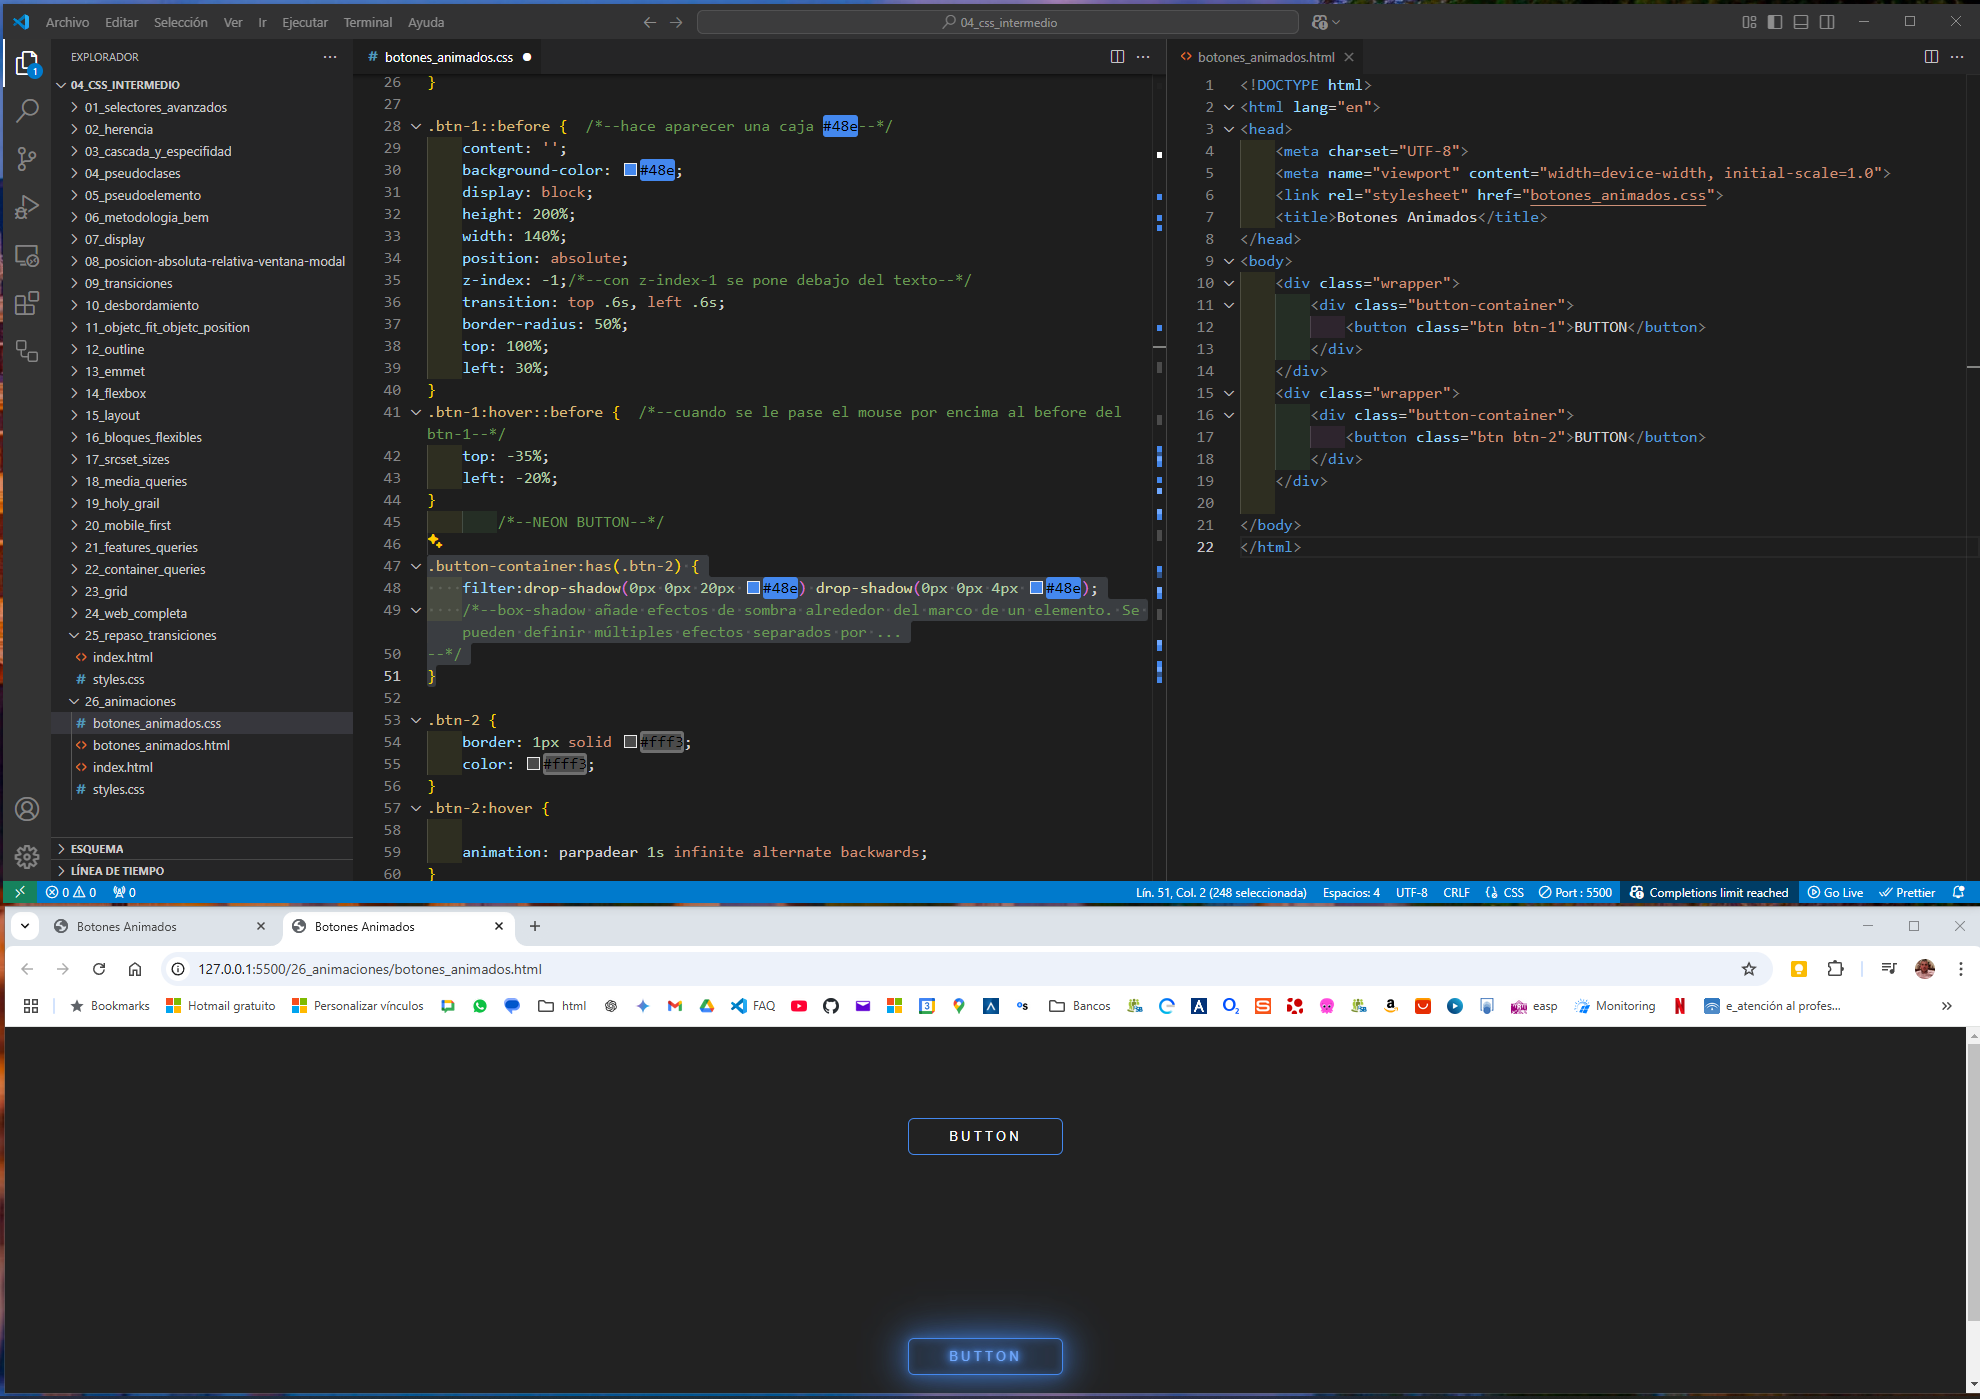 Archivo Editar Selección Ver Ir Ejecutar Terminal Ayuda
04_css_intermedio
EXPLORADOR
1
04_CSS_INTERMEDIO
01_selectores_avanzados
02_herencia
03_cascada_y_especifidad
04_pseudoclases
05_pseudoelemento
06_metodologia_bem
07_display
08_posicion-absoluta-relativa-ventana-modal
09_transiciones
10_desbordamiento
11_objetc_fit_objetc_position
12_outline
13_emmet
14_flexbox
15_layout
16_bloques_flexibles
17_srcset_sizes
18_media_queries
19_holy_grail
20_mobile_first
21_features_queries
22_container_queries
23_grid
24_web_completa
25_repaso_transiciones
<> index.html
# styles.css
26_animaciones
# botones_animados.css
<> botones_animados.html
<> index.html
# styles.css
ESQUEMA
LÍNEA DE TIEMPO
# botones_animados.css
26 }
27
28 .btn-1::before { /*--hace aparecer una caja #48e--*/
29 content: '';
30 background-color: #48e;
31 display: block;
32 height: 200%;
33 width: 140%;
34 position: absolute;
35 z-index: -1;/*--con z-index-1 se pone debajo del texto--*/
36 transition: top .6s, left .6s;
37 border-radius: 50%;
38 top: 100%;
39 left: 30%;
40 }
41 .btn-1:hover::before { /*--cuando se le pase el mouse por encima al before del
btn-1--*/
42 top: -35%;
43 left: -20%;
44 }
45 /*--NEON BUTTON--*/
46
47 .button-container:has(.btn-2) {
48 filter:drop-shadow(0px 0px 20px #48e) drop-shadow(0px 0px 4px #48e);
49 /*--box-shadow añade efectos de sombra alrededor del marco de un elemento. Se
pueden definir múltiples efectos separados por ...
50 --*/
51 }
52
53 .btn-2 {
54 border: 1px solid #fff3;
55 color: #fff3;
56 }
57 .btn-2:hover {
58
59 animation: parpadear 1s infinite alternate backwards;
60 }
<> botones_animados.html
1 <!DOCTYPE html>
2 <html lang="en">
3 <head>
4 <meta charset="UTF-8">
5 <meta name="viewport" content="width=device-width, initial-scale=1.0">
6 <link rel="stylesheet" href="botones_animados.css">
7 <title>Botones Animados</title>
8 </head>
9 <body>
10 <div class="wrapper">
11 <div class="button-container">
12 <button class="btn btn-1">BUTTON</button>
13 </div>
14 </div>
15 <div class="wrapper">
16 <div class="button-container">
17 <button class="btn btn-2">BUTTON</button>
18 </div>
19 </div>
20
21 </body>
22 </html>
0 0 0 Lín. 51, Col. 2 (248 seleccionada) Espacios: 4 UTF-8 CRLF CSS Port : 5500 Completions limit reached Go Live Prettier
Botones Animados Botones Animados
127.0.0.1:5500/26_animaciones/botones_animados.html
Bookmarks Hotmail gratuito Personalizar vínculos html FAQ Bancos easp Monitoring e_atención al profes...
BUTTON
BUTTON